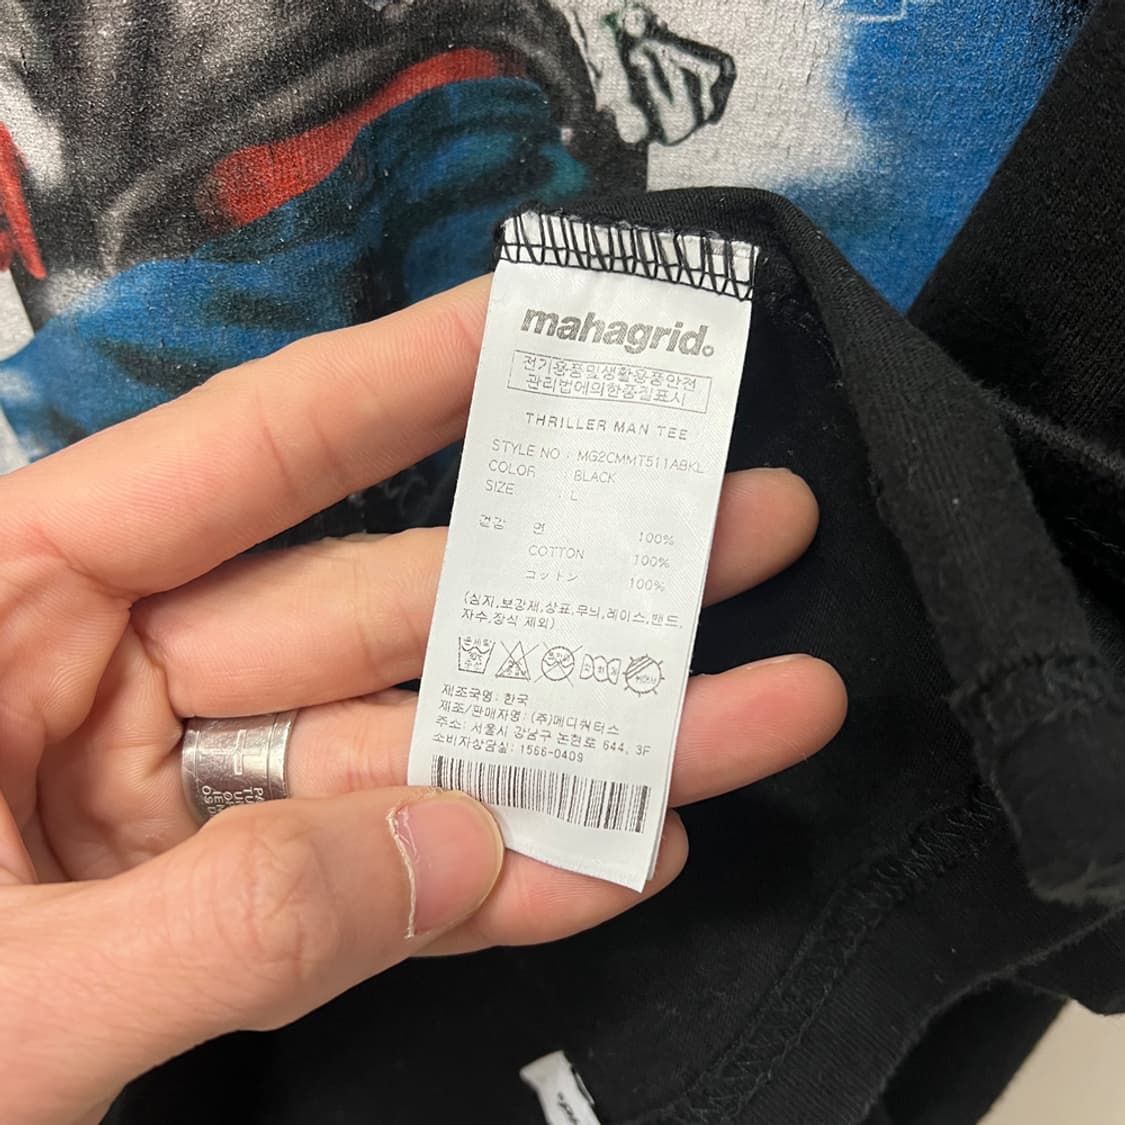 mahagrid
전기용품및생활용품안전
관리법에의한품질표시
THRILLER MAN TEE
STYLE NO : MG2CMMT511ABKL
COLOR : BLACK
SIZE : L
겉감 면 100%
COTTON 100%
コットン 100%
(심지,보강재,상표,무늬,레이스,밴드,
자수,장식 제외)
제조국명: 한국
제조/판매자명: (주)메디쿼터스
주소: 서울시 강남구 논현로 644, 3F
소비자상담실: 1566-0409